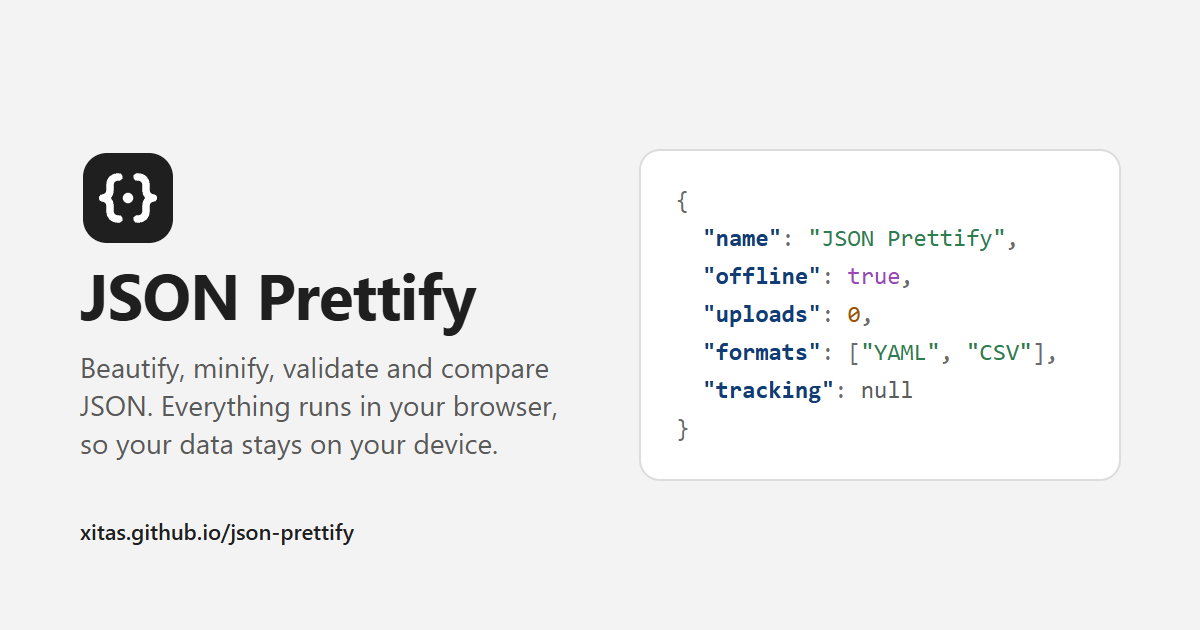 {•}
JSON Prettify
Beautify, minify, validate and compare
JSON. Everything runs in your browser,
so your data stays on your device.
xitas.github.io/json-prettify
{
  "name": "JSON Prettify",
  "offline": true,
  "uploads": 0,
  "formats": ["YAML", "CSV"],
  "tracking": null
}